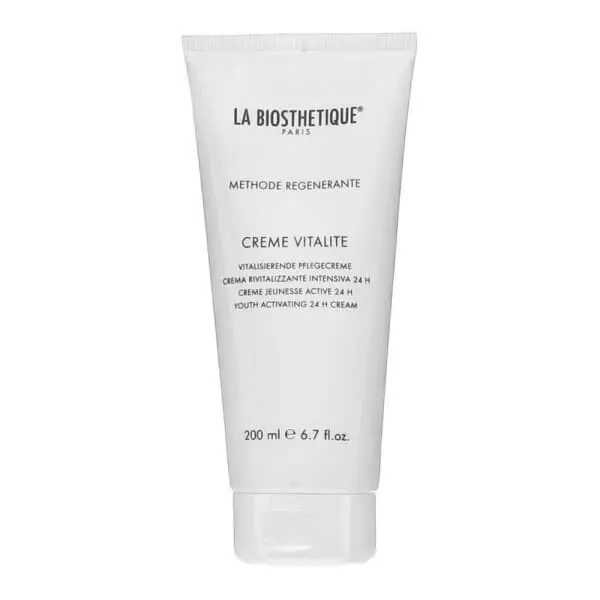 LA BIOSTHETIQUE®
PARIS
METHODE REGENERANTE
CREME VITALITE
VITALISIERENDE PFLEGECREME
CREMA RIVITALIZZANTE INTENSIVA 24 H
CREME JEUNESSE ACTIVE 24 H
YOUTH ACTIVATING 24 H CREAM
200 ml ℮ 6.7 fl.oz.